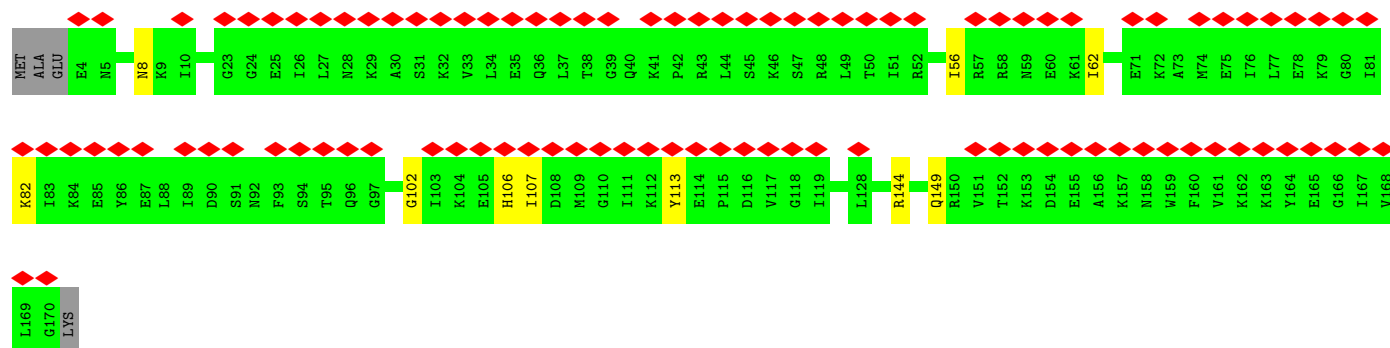 MET ALA GLU E4 N5 N8 K9 I10 G23 G24 E25 I26 L27 N28 K29 A30 S31 K32 V33 L34 E35 Q36 L37 T38 G39 Q40 K41 P42 R43 L44 S45 K46 S47 R48 L49 T50 I51 R52 I56 R57 R58 N59 E60 K61 I62 E71 K72 A73 M74 E75 I76 L77 E78 K79 G80 I81
K82 I83 K84 E85 Y86 E87 L88 I89 D90 S91 N92 F93 S94 T95 Q96 G97 G102 I103 K104 E105 H106 I107 D108 M109 G110 I111 K112 Y113 E114 P115 D116 V117 G118 I119 L128 R144 Q149 R150 V151 T152 K153 D154 E155 A156 K157 N158 W159 F160 V161 K162 K163 Y164 E165 G166 I167 V168
L169 G170 LYS